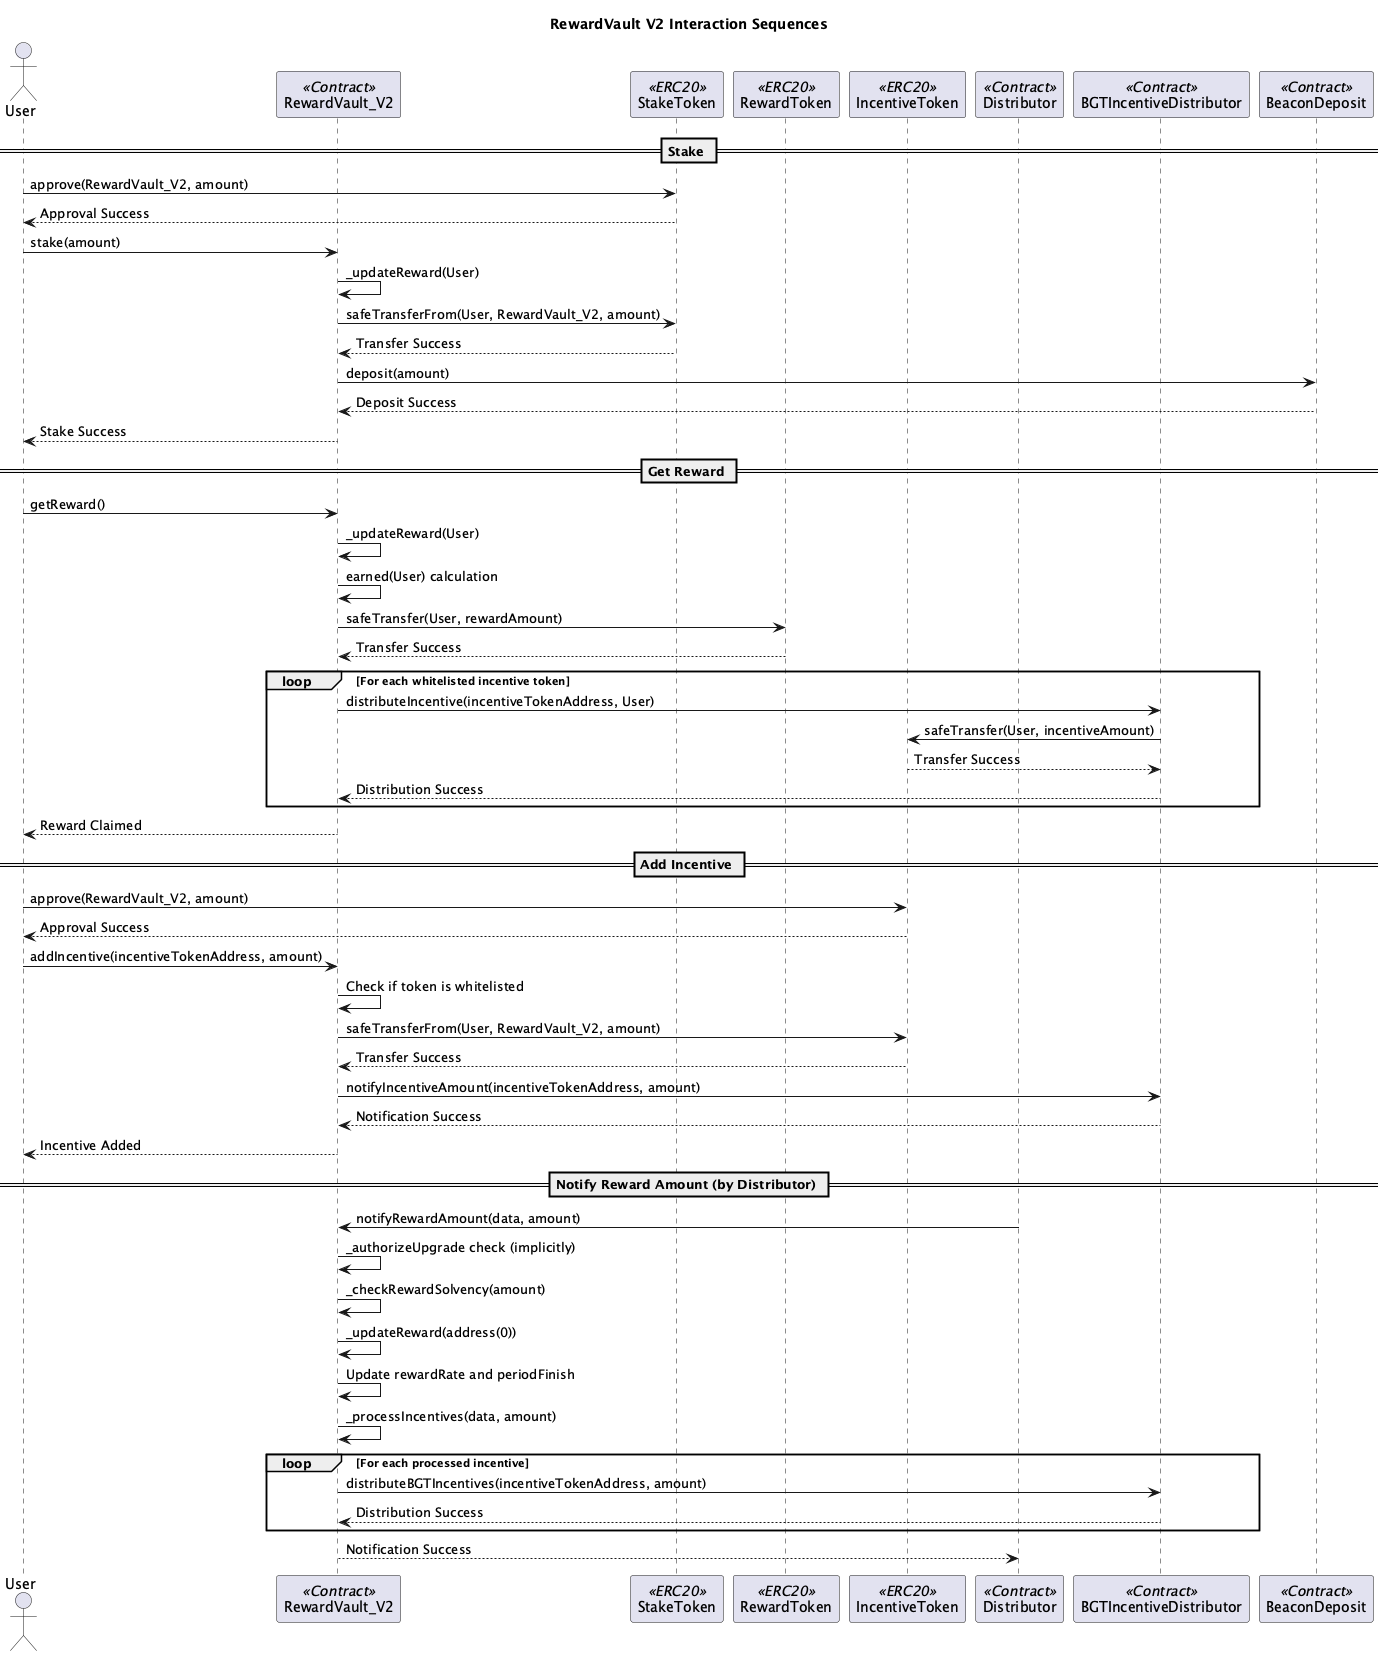 RewardVault V2 Interaction Sequences
User
«Contract»
RewardVault_V2
«ERC20»
StakeToken
«ERC20»
RewardToken
«ERC20»
IncentiveToken
«Contract»
Distributor
«Contract»
BGTIncentiveDistributor
«Contract»
BeaconDeposit
Stake
approve(RewardVault_V2, amount)
Approval Success
stake(amount)
_updateReward(User)
safeTransferFrom(User, RewardVault_V2, amount)
Transfer Success
deposit(amount)
Deposit Success
Stake Success
Get Reward
getReward()
_updateReward(User)
earned(User) calculation
safeTransfer(User, rewardAmount)
Transfer Success
loop
[For each whitelisted incentive token]
distributeIncentive(incentiveTokenAddress, User)
safeTransfer(User, incentiveAmount)
Transfer Success
Distribution Success
Reward Claimed
Add Incentive
approve(RewardVault_V2, amount)
Approval Success
addIncentive(incentiveTokenAddress, amount)
Check if token is whitelisted
safeTransferFrom(User, RewardVault_V2, amount)
Transfer Success
notifyIncentiveAmount(incentiveTokenAddress, amount)
Notification Success
Incentive Added
Notify Reward Amount (by Distributor)
notifyRewardAmount(data, amount)
_authorizeUpgrade check (implicitly)
_checkRewardSolvency(amount)
_updateReward(address(0))
Update rewardRate and periodFinish
_processIncentives(data, amount)
loop
[For each processed incentive]
distributeBGTIncentives(incentiveTokenAddress, amount)
Distribution Success
Notification Success
User
«Contract»
RewardVault_V2
«ERC20»
StakeToken
«ERC20»
RewardToken
«ERC20»
IncentiveToken
«Contract»
Distributor
«Contract»
BGTIncentiveDistributor
«Contract»
BeaconDeposit